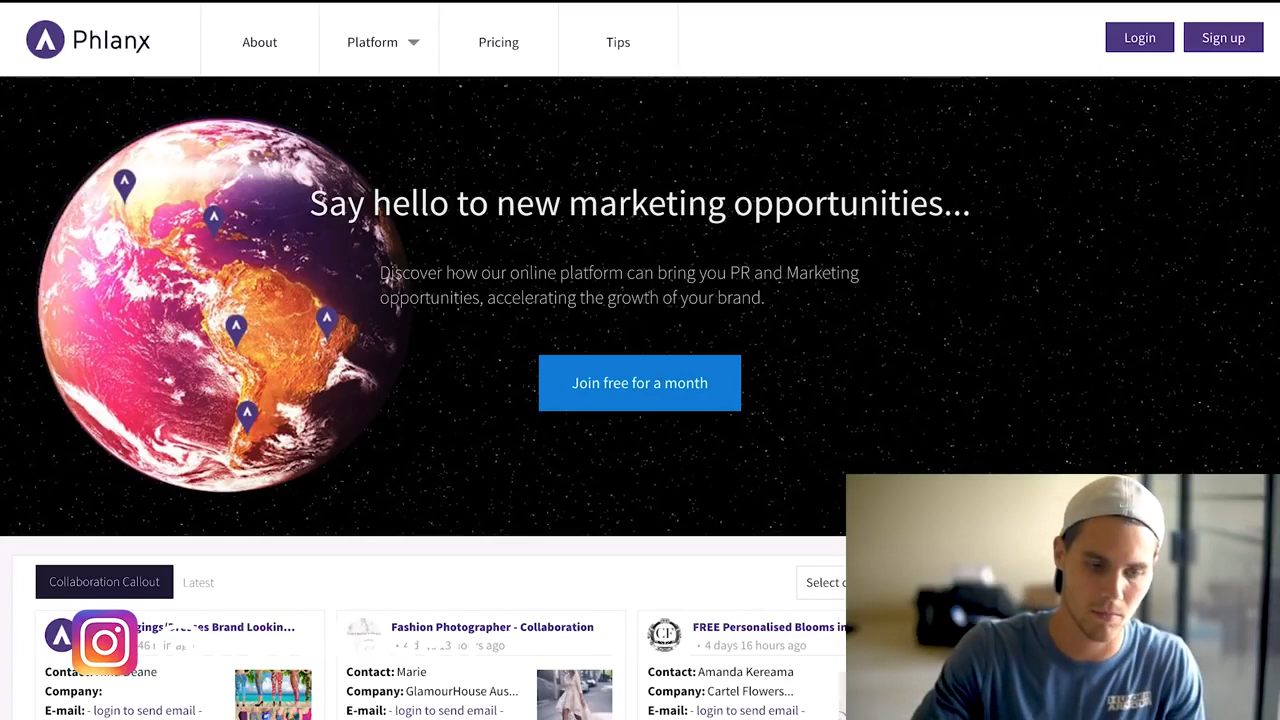 Phlanx
About
Platform
Pricing
Tips
Login
Sign up
Say hello to new marketing opportunities...
Discover how our online platform can bring you PR and Marketing
opportunities, accelerating the growth of your brand.
Join free for a month
Collaboration Callout
Latest
Select
Brand Lookin...
Contact:
Company:
E-mail: - login to send email -
Fashion Photographer - Collaboration
Contact: Marie
Company: GlamourHouse Aus...
E-mail: - login to send email -
FREE Personalised Blooms in
• 4 days 16 hours ago
Contact: Amanda Kereama
Company: Cartel Flowers...
E-mail: - login to send email -